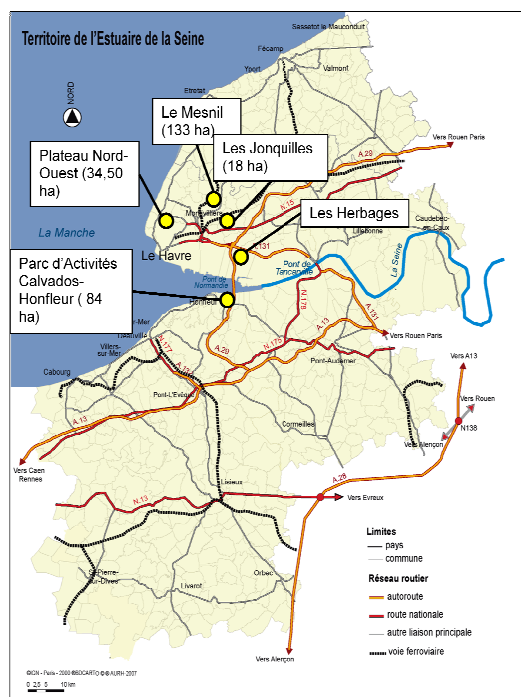 Territoire de l'Estuaire de la Seine
Sassetot le Mauconduit
Fécamp
Yport
Valmont
NORD
Etretat
Le Mesnil
(133 ha)
Vers Rouen Paris
A.29
Plateau Nord-
Ouest (34,50
ha)
Les Jonquilles
(18 ha)
Montivilliers
N.15
Les Herbages
Caudebec-
en-Caux
Lillebonne
La Manche
Le Havre
A.131
La Seine
Pont de
Tancarville
Parc d'Activités
Calvados-
Honfleur ( 84
ha)
Pont de
Normandie
Honfleur
N.178
A.131
-sur-Mer
Deauville
A.13
Vers Rouen Paris
Villers-
sur-Mer
N.177
A.29
N.175
Pont-Audemer
Vers A13
Cabourg
A.13
Pont-L'Evêque
Vers Rouen
A.13
Cormeilles
N138
Vers Alençon
Vers Caen
Rennes
A.28
Lisieux
N.13
Vers Evreux
St-Pierre-
sur-Dives
Livarot
Orbec
Vers Alençon
Limites
pays
commune
Réseau routier
autoroute
route nationale
autre liaison principale
voie ferroviaire
©IGN - Paris - 2000 ®BDCARTO ©® AURH 2007
0 2,5 5 10 km